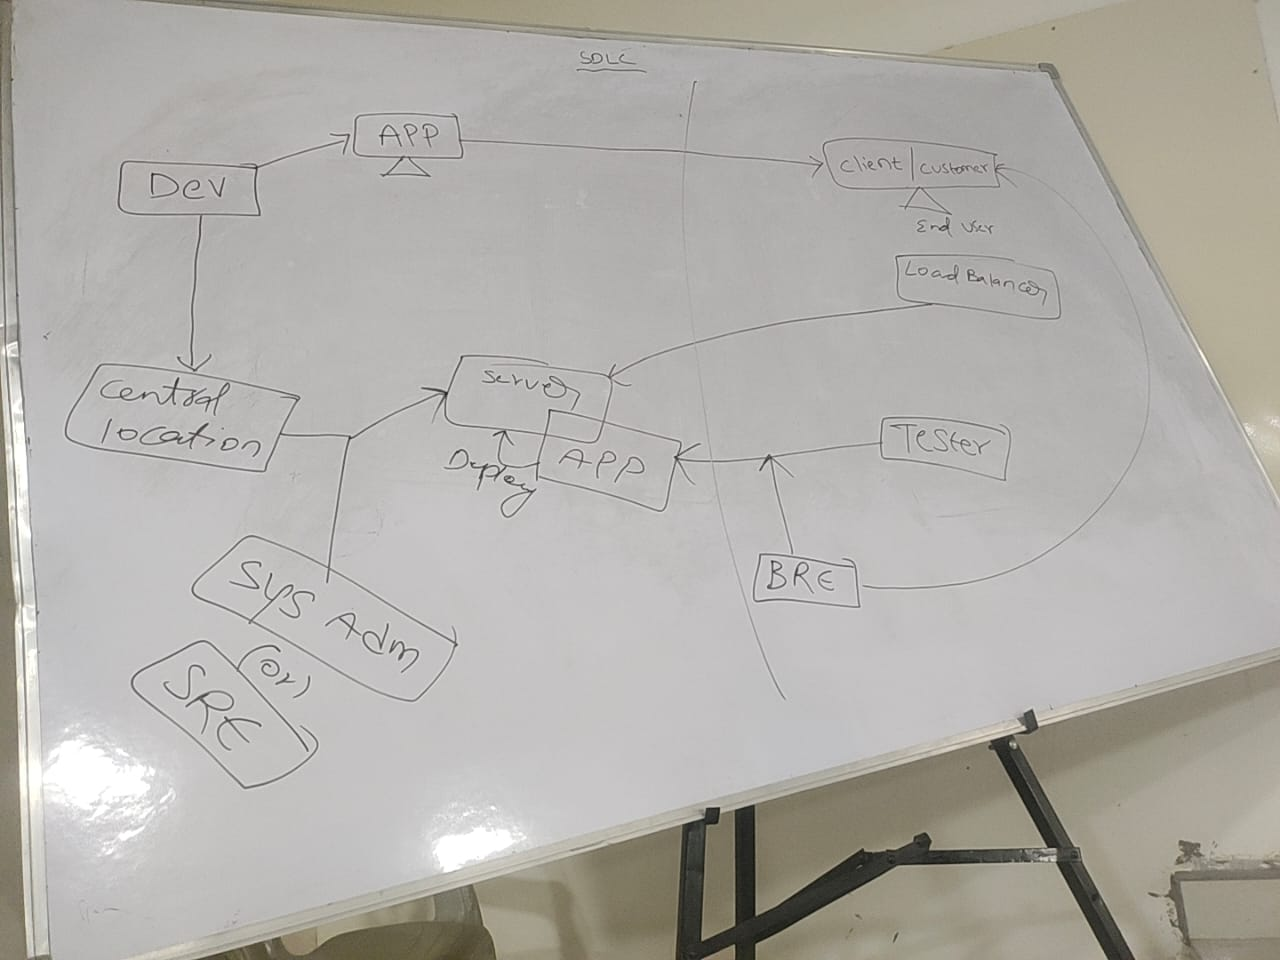 SDLC
APP
Dev
client/customer
End user
Load Balancer
central
location
server
Deploy
APP
Tester
BRE
Sys Adm
(or)
SRE